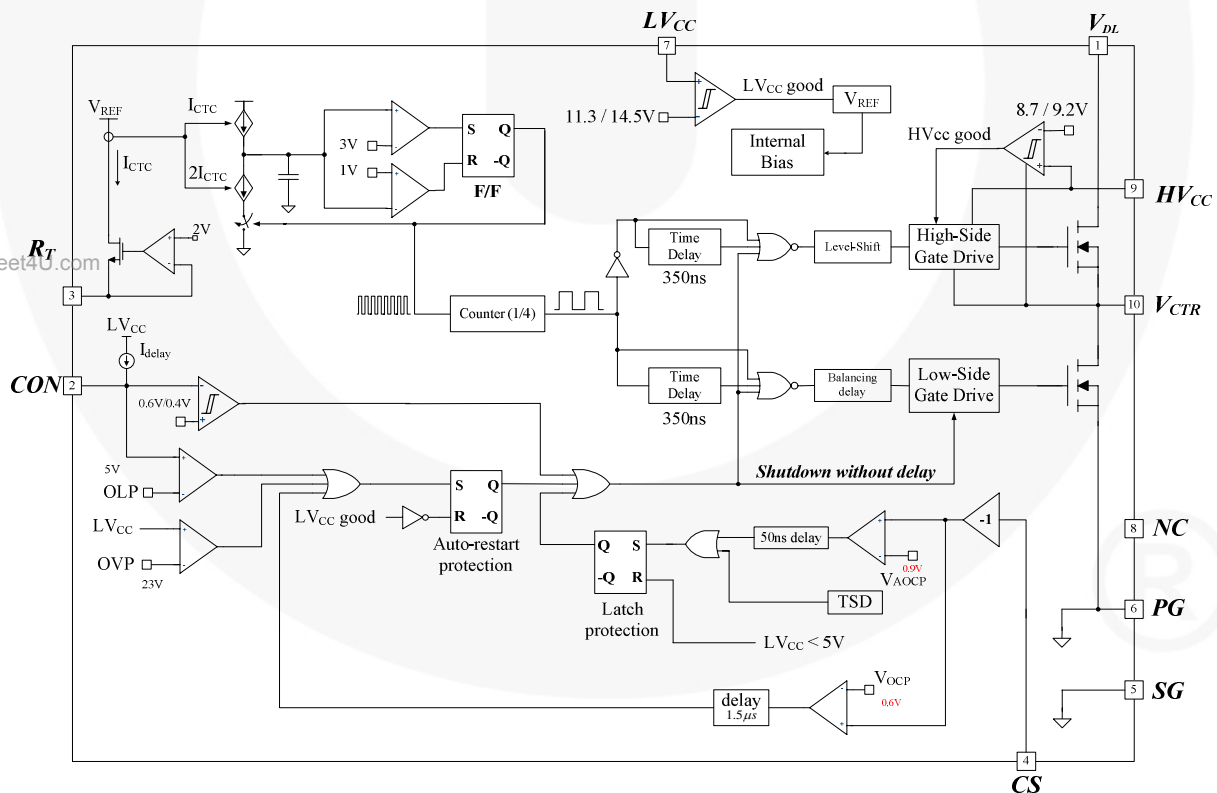 LVCC
7
VDL
1
VREF
ICTC
ICTC
2ICTC
3V
1V
S
Q
R
-Q
F/F
11.3 / 14.5V
LVCC good
VREF
Internal
Bias
8.7 / 9.2V
HVcc good
9
HVCC
2V
RT
eet4U.com
3
Time
Delay
350ns
Level-Shift
High-Side
Gate Drive
10
VCTR
Counter (1/4)
LVCC
Idelay
CON
2
0.6V/0.4V
Time
Delay
350ns
Balancing
delay
Low-Side
Gate Drive
5V
OLP
LVCC
OVP
23V
LVCC good
S
Q
R
-Q
Auto-restart
protection
Shutdown without delay
Q
S
-Q
R
Latch
protection
50ns delay
0.9V
VAOCP
-1
TSD
LVCC < 5V
8
NC
6
PG
5
SG
delay
1.5μs
VOCP
0.6V
4
CS
R